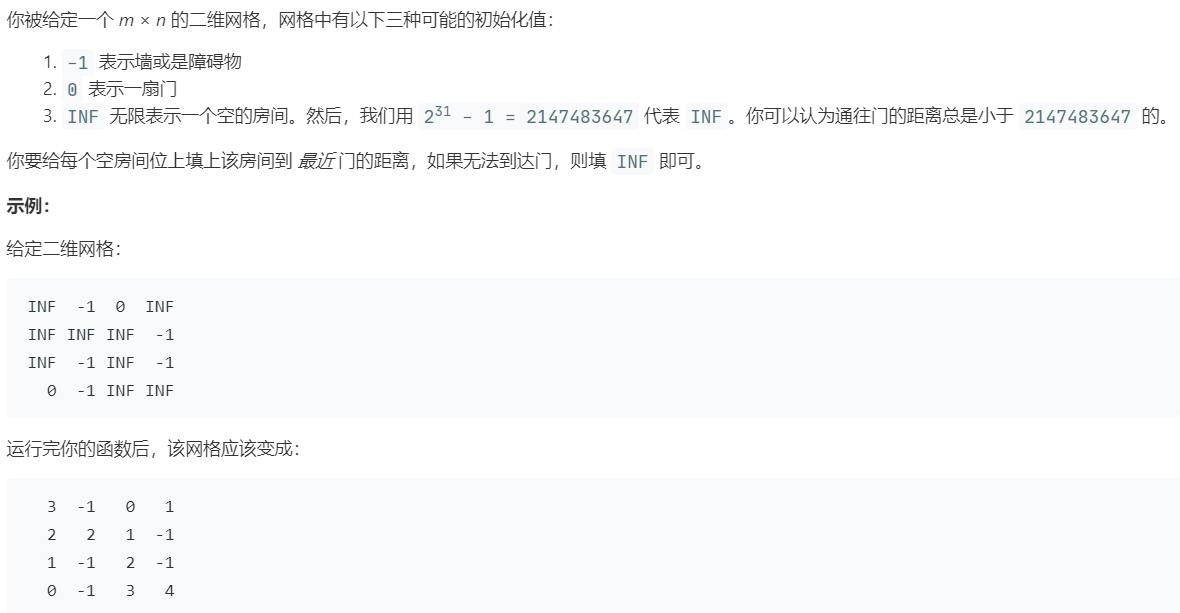 你被给定一个 m × n 的二维网格，网格中有以下三种可能的初始化值：
1. -1 表示墙或是障碍物
2. 0 表示一扇门
3. INF 无限表示一个空的房间。然后，我们用 2³¹ - 1 = 2147483647 代表 INF 。你可以认为通往门的距离总是小于 2147483647 的。
你要给每个空房间位上填上该房间到 最近 门的距离，如果无法到达门，则填 INF 即可。
示例：
给定二维网格：
INF -1 0 INF
INF INF INF -1
INF -1 INF -1
0 -1 INF INF
运行完你的函数后，该网格应该变成：
3 -1 0 1
2 2 1 -1
1 -1 2 -1
0 -1 3 4